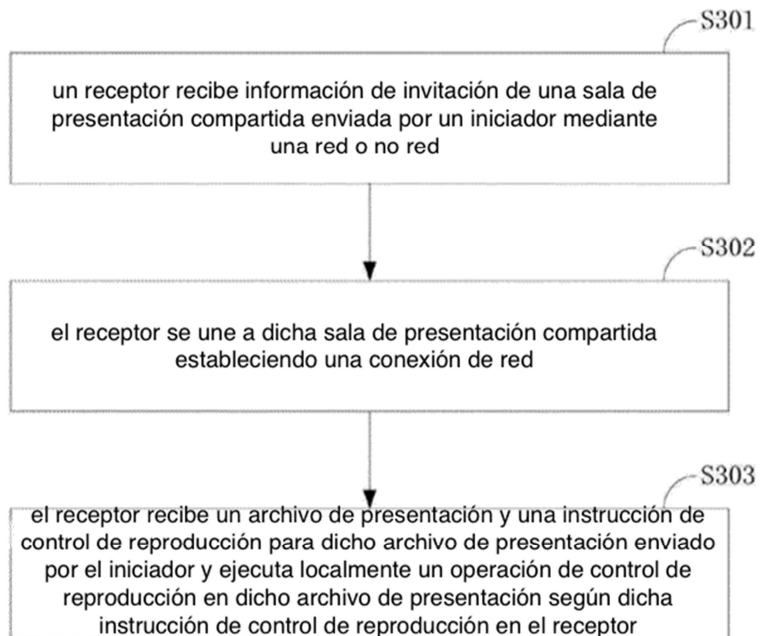 S301
un receptor recibe información de invitación de una sala de
presentación compartida enviada por un iniciador mediante
una red o no red
S302
el receptor se une a dicha sala de presentación compartida
estableciendo una conexión de red
S303
el receptor recibe un archivo de presentación y una instrucción de
control de reproducción para dicho archivo de presentación enviado
por el iniciador y ejecuta localmente un operación de control de
reproducción en dicho archivo de presentación según dicha
instrucción de control de reproducción en el receptor